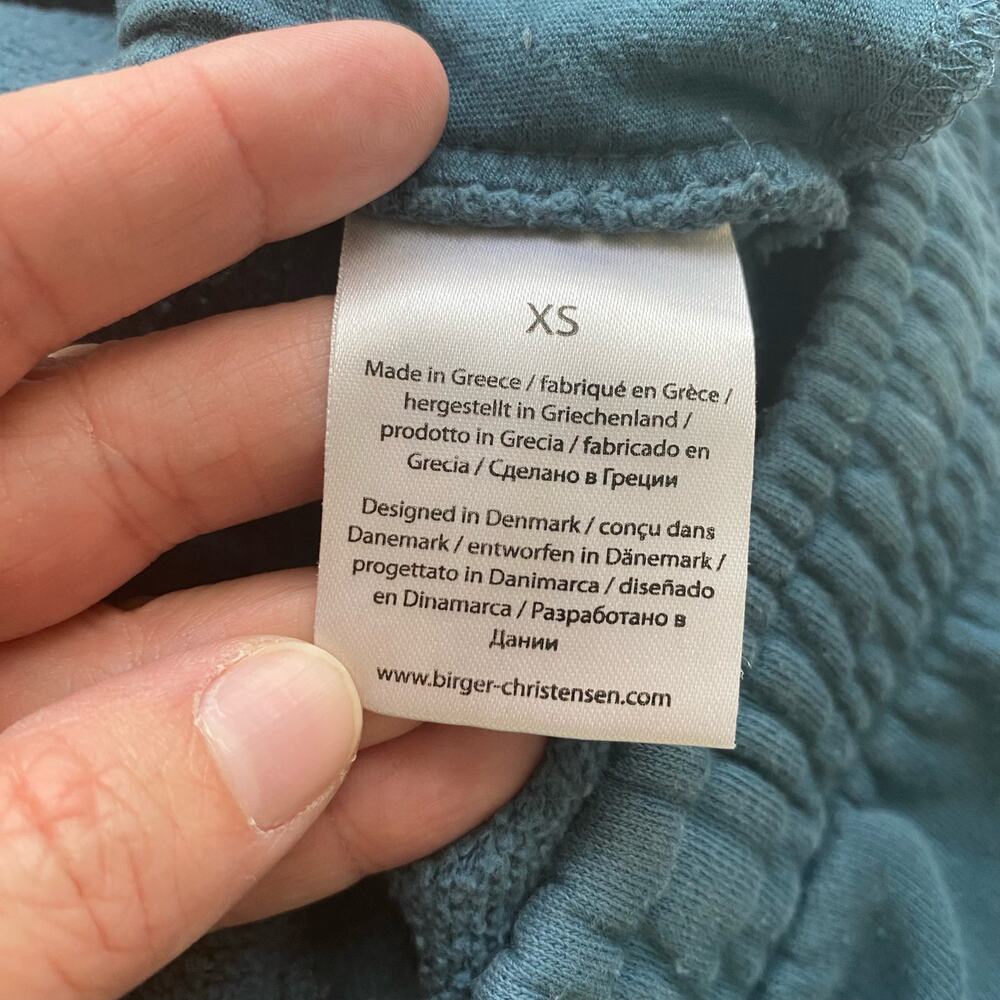 XS
Made in Greece / fabriqué en Grèce /
hergestellt in Griechenland /
prodotto in Grecia / fabricado en
Grecia / Сделано в Греции
Designed in Denmark / conçu dans
Danemark / entworfen in Dänemark /
progettato in Danimarca / diseñado
en Dinamarca / Разработано в
Дании
www.birger-christensen.com